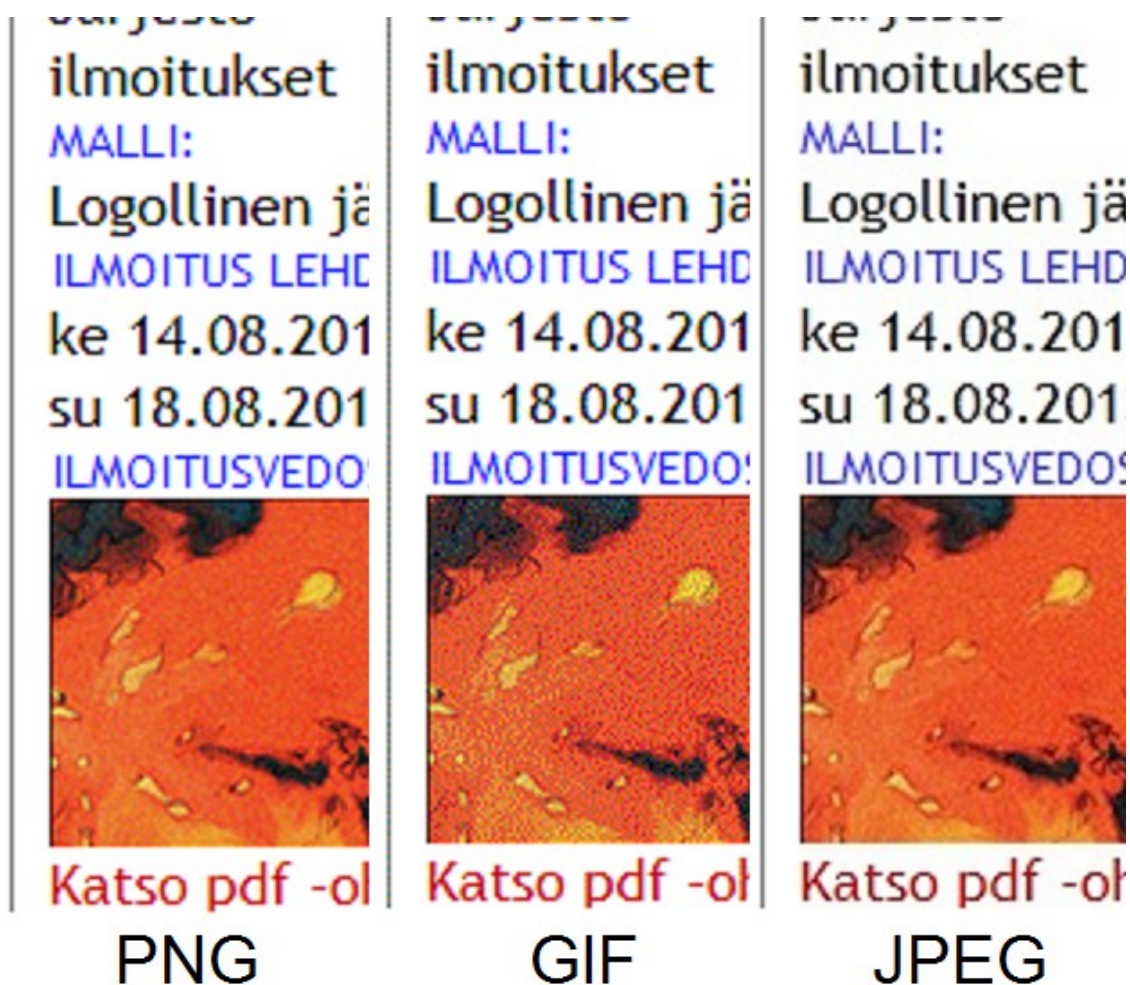 ilmoitukset
MALLI:
Logollinen jä
ILMOITUS LEHD
ke 14.08.201
su 18.08.201
ILMOITUSVEDO
Katso pdf -oh
PNG
ilmoitukset
MALLI:
Logollinen jä
ILMOITUS LEHD
ke 14.08.201
su 18.08.201
ILMOITUSVEDOS
Katso pdf -oh
GIF
ilmoitukset
MALLI:
Logollinen jä
ILMOITUS LEHD
ke 14.08.201
su 18.08.201
ILMOITUSVEDOS
Katso pdf -oh
JPEG